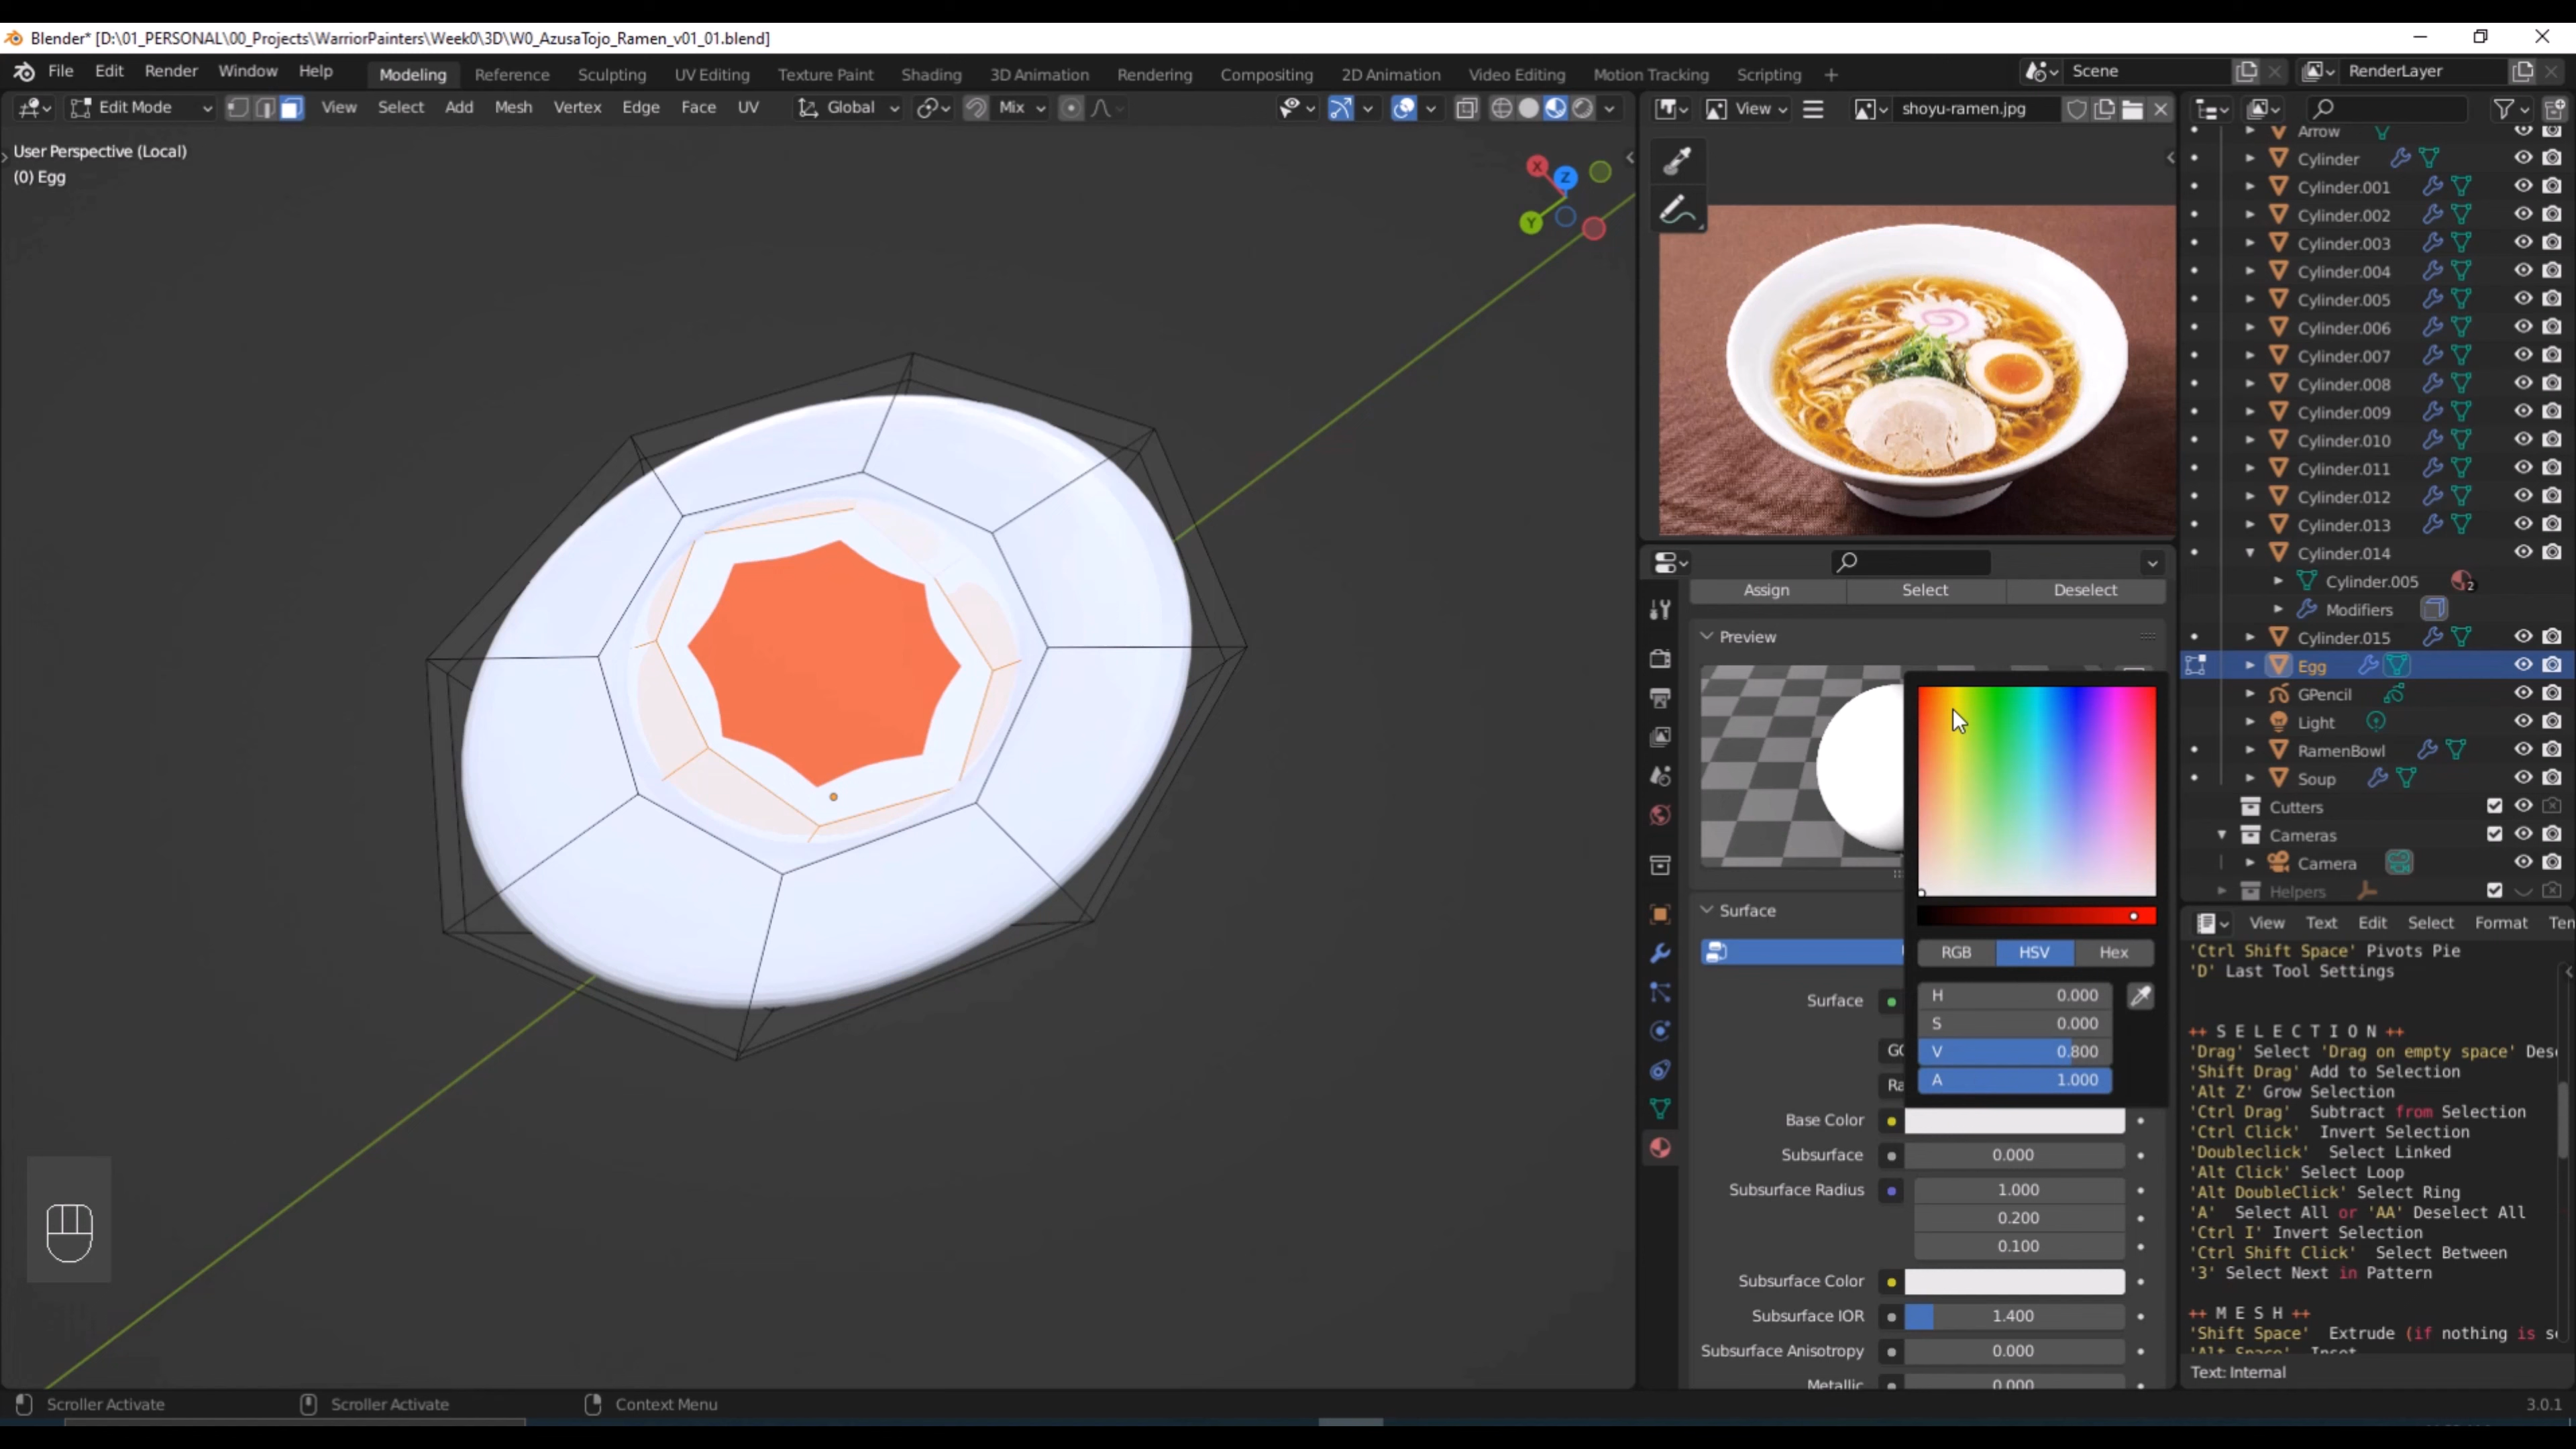 Blender* [D:\01_PERSONAL\00_Projects\WarriorPainters\Week0\3D\W0_AzusaTojo_Ramen_v01_01.blend]
File Edit Render Window Help Modeling Reference Sculpting UV Editing Texture Paint Shading 3D Animation Rendering Compositing 2D Animation Video Editing Motion Tracking Scripting + Scene RenderLayer
Edit Mode View Select Add Mesh Vertex Edge Face UV Global Mix View shoyu-ramen.jpg
User Perspective (Local)
(0) Egg
X
Z
Y
Arrow
Cylinder
Cylinder.001
Cylinder.002
Cylinder.003
Cylinder.004
Cylinder.005
Cylinder.006
Cylinder.007
Cylinder.008
Cylinder.009
Cylinder.010
Cylinder.011
Cylinder.012
Cylinder.013
Cylinder.014
Cylinder.005 2
Modifiers
Cylinder.015
Egg
GPencil
Light
RamenBowl
Soup
Cutters
Cameras
Camera
Helpers
Assign Select Deselect
Preview
Surface
RGB HSV Hex
H 0.000
S 0.000
V 0.800
A 1.000
Surface
GG
Ra
Base Color
Subsurface 0.000
Subsurface Radius 1.000
0.200
0.100
Subsurface Color
Subsurface IOR 1.400
Subsurface Anisotropy 0.000
Metallic 0.000
View Text Edit Select Format Ten
'Ctrl Shift Space' Pivots Pie
'D' Last Tool Settings
++ S E L E C T I O N ++
'Drag' Select 'Drag on empty space' Des
'Shift Drag' Add to Selection
'Alt Z' Grow Selection
'Ctrl Drag' Subtract from Selection
'Ctrl Click' Invert Selection
'Doubleclick' Select Linked
'Alt Click' Select Loop
'Alt DoubleClick' Select Ring
'A' Select All or 'AA' Deselect All
'Ctrl I' Invert Selection
'Ctrl Shift Click' Select Between
'3' Select Next in Pattern
++ M E S H ++
'Shift Space' Extrude (if nothing is s
'Alt Space' Inset
Text: Internal
Scroller Activate Scroller Activate Context Menu 3.0.1